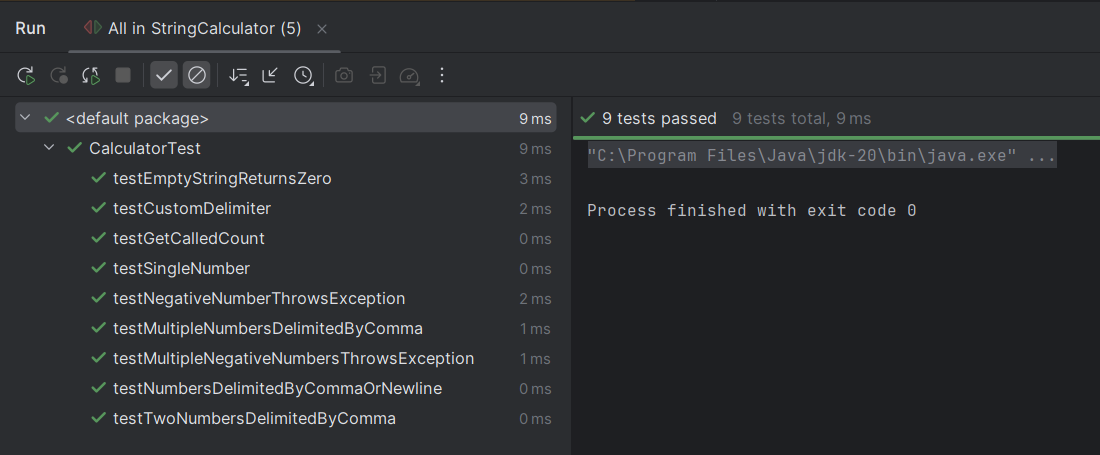 Run All in StringCalculator (5)
<default package> 9 ms
CalculatorTest 9 ms
testEmptyStringReturnsZero 3 ms
testCustomDelimiter 2 ms
testGetCalledCount 0 ms
testSingleNumber 0 ms
testNegativeNumberThrowsException 2 ms
testMultipleNumbersDelimitedByComma 1 ms
testMultipleNegativeNumbersThrowsException 1 ms
testNumbersDelimitedByCommaOrNewline 0 ms
testTwoNumbersDelimitedByComma 0 ms
9 tests passed 9 tests total, 9 ms
"C:\Program Files\Java\jdk-20\bin\java.exe" ...
Process finished with exit code 0